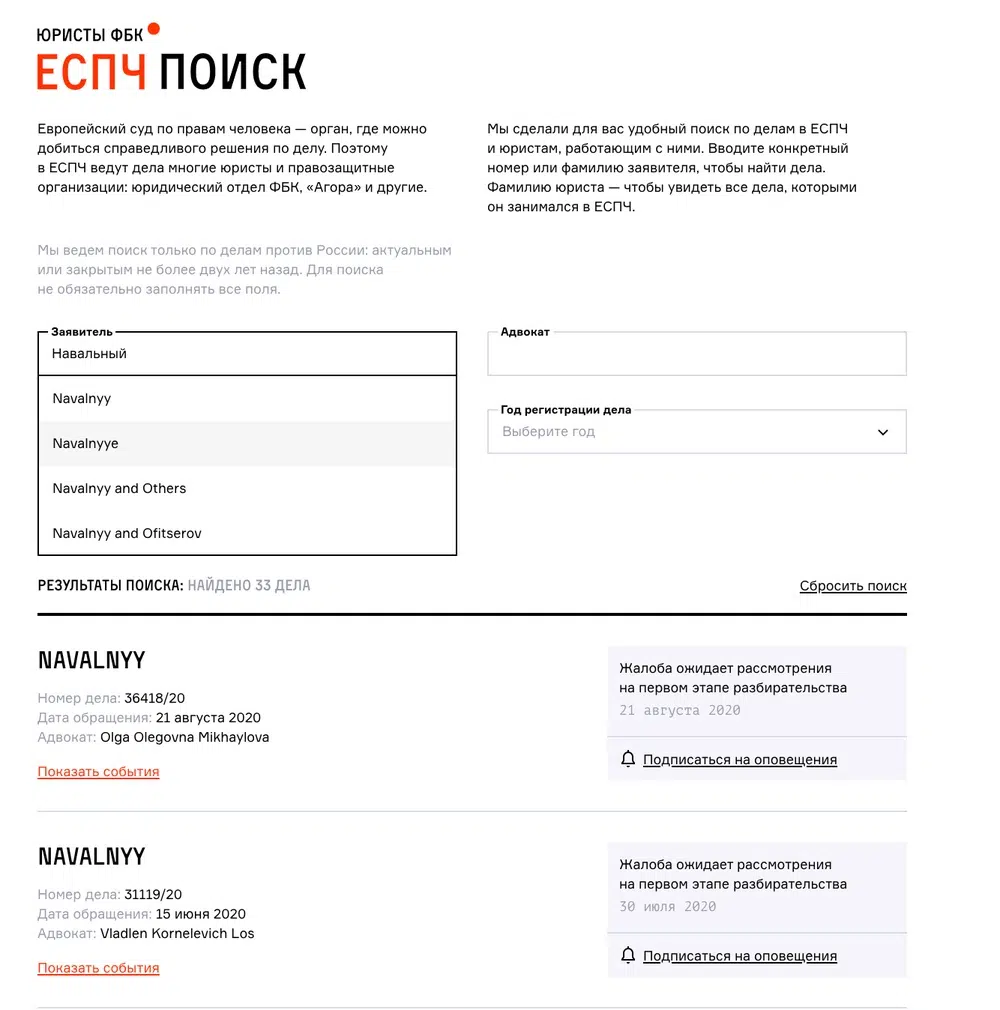 ЮРИСТЫ ФБК
ЕСПЧ ПОИСК
Европейский суд по правам человека — орган, где можно
добиться справедливого решения по делу. Поэтому
в ЕСПЧ ведут дела многие юристы и правозащитные
организации: юридический отдел ФБК, «Агора» и другие.
Мы сделали для вас удобный поиск по делам в ЕСПЧ
и юристам, работающим с ними. Вводите конкретный
номер или фамилию заявителя, чтобы найти дела.
Фамилию юриста — чтобы увидеть все дела, которыми
он занимался в ЕСПЧ.
Мы ведем поиск только по делам против России: актуальным
или закрытым не более двух лет назад. Для поиска
не обязательно заполнять все поля.
Заявитель
Навальный
Navalnyy
Navalnyye
Navalnyy and Others
Navalnyy and Ofitserov
Адвокат
Год регистрации дела
Выберите год
РЕЗУЛЬТАТЫ ПОИСКА: НАЙДЕНО 33 ДЕЛА
Сбросить поиск
NAVALNYY
Номер дела: 36418/20
Дата обращения: 21 августа 2020
Адвокат: Olga Olegovna Mikhaylova
Показать события
Жалоба ожидает рассмотрения
на первом этапе разбирательства
21 августа 2020
Подписаться на оповещения
NAVALNYY
Номер дела: 31119/20
Дата обращения: 15 июня 2020
Адвокат: Vladlen Kornelevich Los
Показать события
Жалоба ожидает рассмотрения
на первом этапе разбирательства
30 июля 2020
Подписаться на оповещения